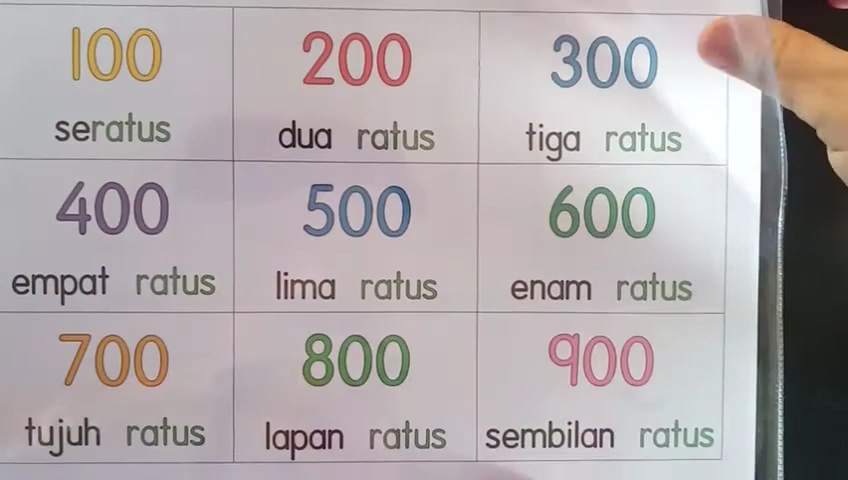 100 200 300
seratus dua ratus tiga ratus
400 500 600
empat ratus lima ratus enam ratus
700 800 900
tujuh ratus lapan ratus sembilan ratus